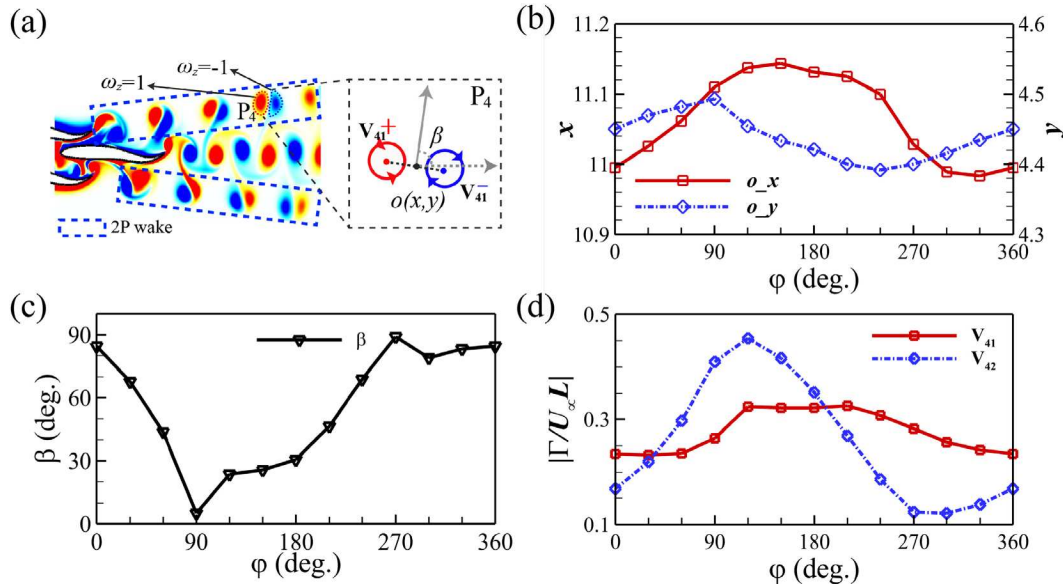 (a)
ω_z=-1
ω_z=1
P₄
P₄
V₄₁⁺
β
V₄₁⁻
o(x,y)
2P wake
(b)
11.2
11.1
11
10.9
x
4.6
4.5
4.4
4.3
y
o_x
o_y
0
90
180
270
360
φ (deg.)
(c)
90
60
30
0
β (deg.)
β
0
90
180
270
360
φ (deg.)
(d)
0.5
0.3
0.1
|Γ/U∞L|
V₄₁
V₄₂
0
90
180
270
360
φ (deg.)